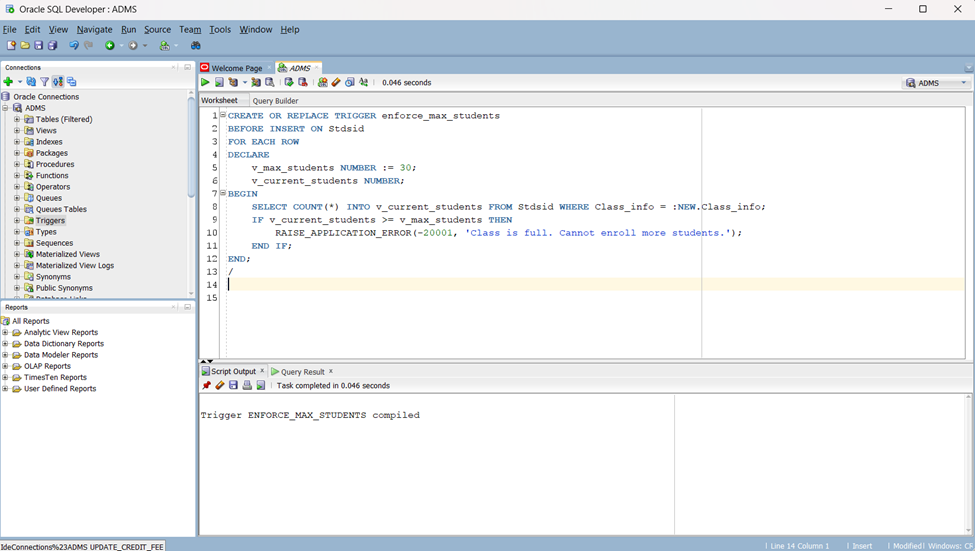 Oracle SQL Developer : ADMS
File Edit View Navigate Run Source Team Tools Window Help
Connections
Oracle Connections
ADMS
Tables (Filtered)
Views
Indexes
Packages
Procedures
Functions
Operators
Queues
Queues Tables
Triggers
Types
Sequences
Materialized Views
Materialized View Logs
Synonyms
Public Synonyms
Database Links
Reports
All Reports
Analytic View Reports
Data Dictionary Reports
Data Modeler Reports
OLAP Reports
TimesTen Reports
User Defined Reports
Welcome Page ADMS
0.046 seconds
ADMS
Worksheet Query Builder
1 CREATE OR REPLACE TRIGGER enforce_max_students
2 BEFORE INSERT ON Stdsid
3 FOR EACH ROW
4 DECLARE
5 v_max_students NUMBER := 30;
6 v_current_students NUMBER;
7 BEGIN
8 SELECT COUNT(*) INTO v_current_students FROM Stdsid WHERE Class_info = :NEW.Class_info;
9 IF v_current_students >= v_max_students THEN
10 RAISE_APPLICATION_ERROR(-20001, 'Class is full. Cannot enroll more students.');
11 END IF;
12 END;
13 /
14
15
Script Output x Query Result x
Task completed in 0.046 seconds
Trigger ENFORCE_MAX_STUDENTS compiled
IdeConnections%23ADMS UPDATE_CREDIT_FEE
Line 14 Column 1 Insert Modified Windows: CR